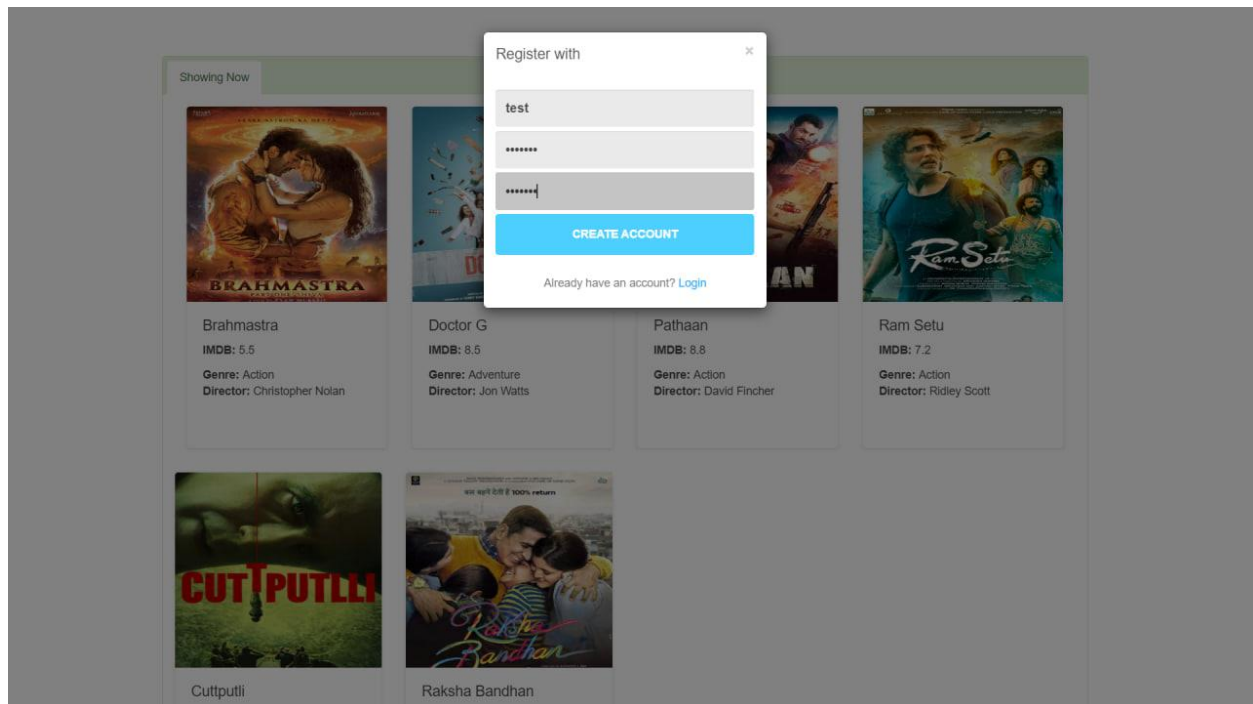 Register with
×
Showing Now
test
•••••••
•••••••
CREATE ACCOUNT
Already have an account? Login
BRAHMASTRA
DO
AN
Ram Setu
Brahmastra
IMDB: 5.5
Genre: Action
Director: Christopher Nolan
Doctor G
IMDB: 8.5
Genre: Adventure
Director: Jon Watts
Pathaan
IMDB: 8.8
Genre: Action
Director: David Fincher
Ram Setu
IMDB: 7.2
Genre: Action
Director: Ridley Scott
CUTTPUTLLI
100% return
Raksha
Bandhan
Cuttputli
Raksha Bandhan